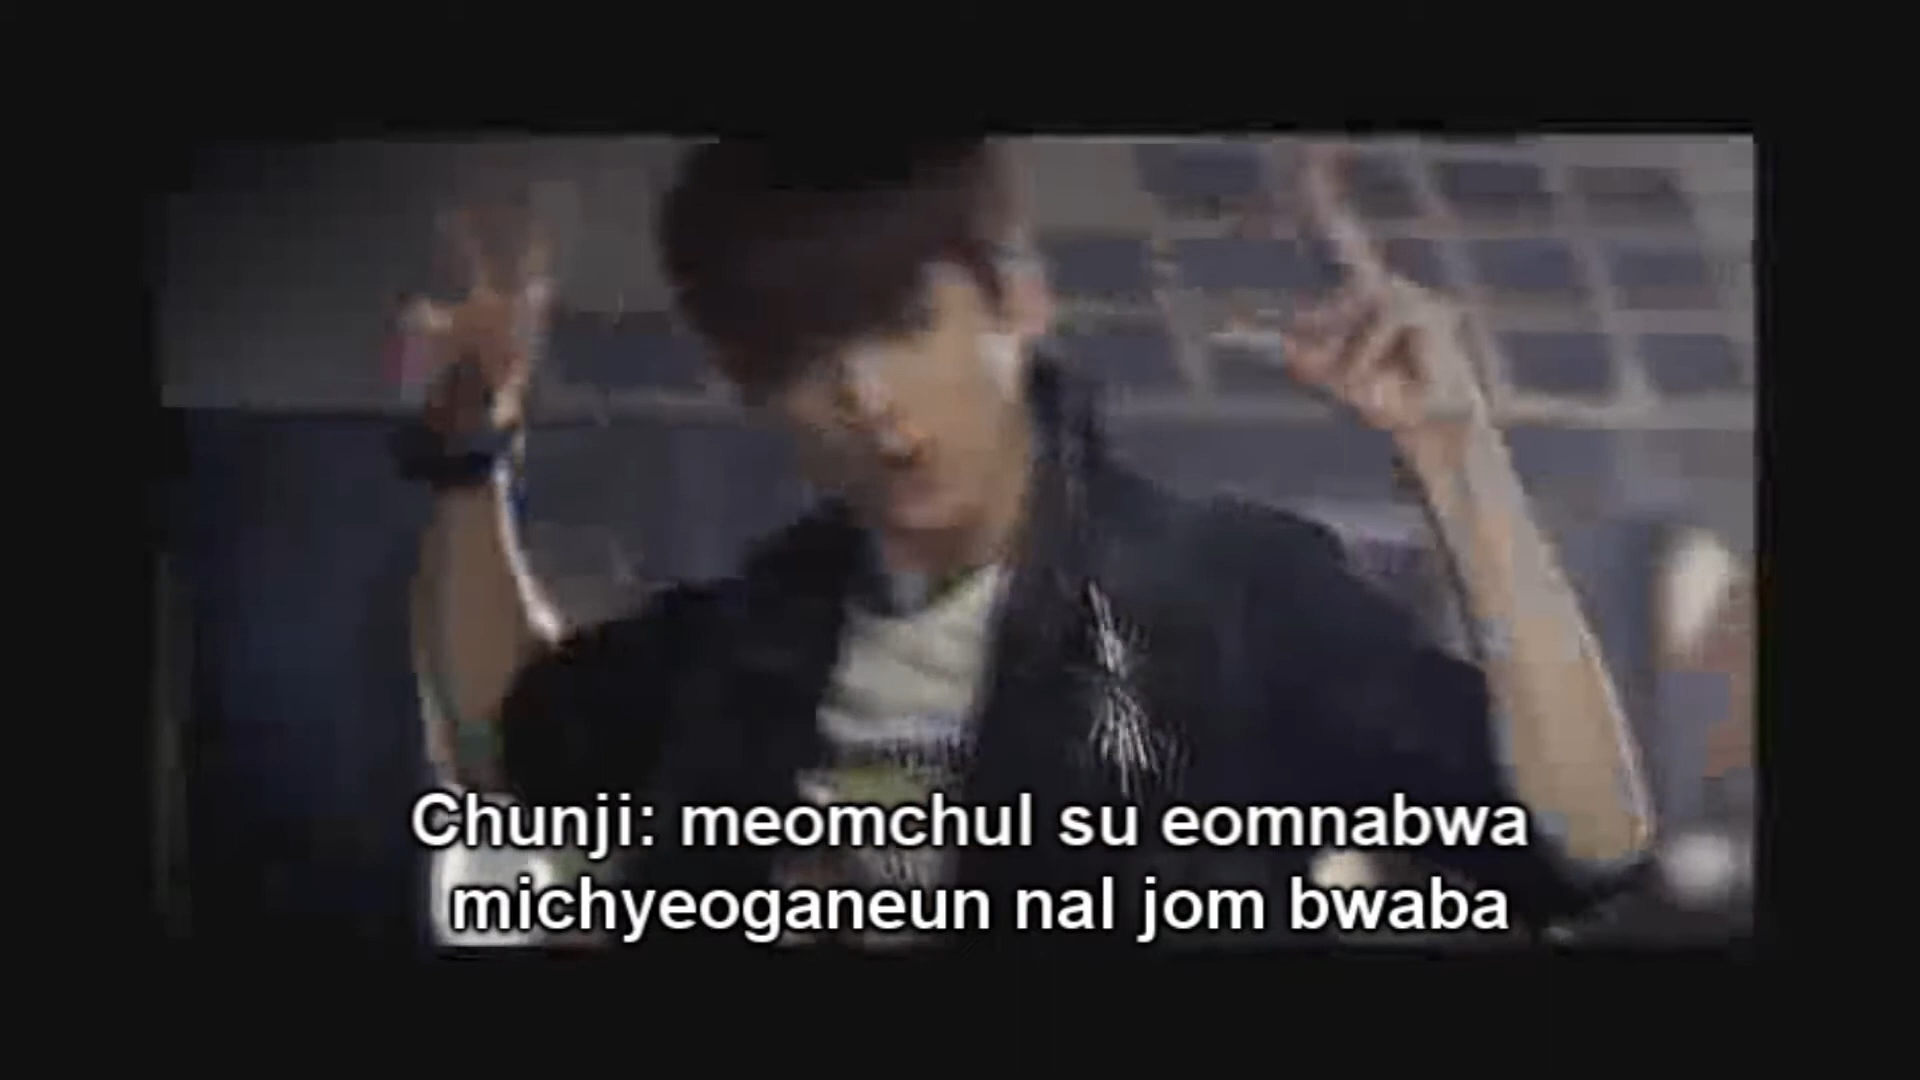 Chunji: meomchul su eomnabwa
michyeoganeun nal jom bwaba